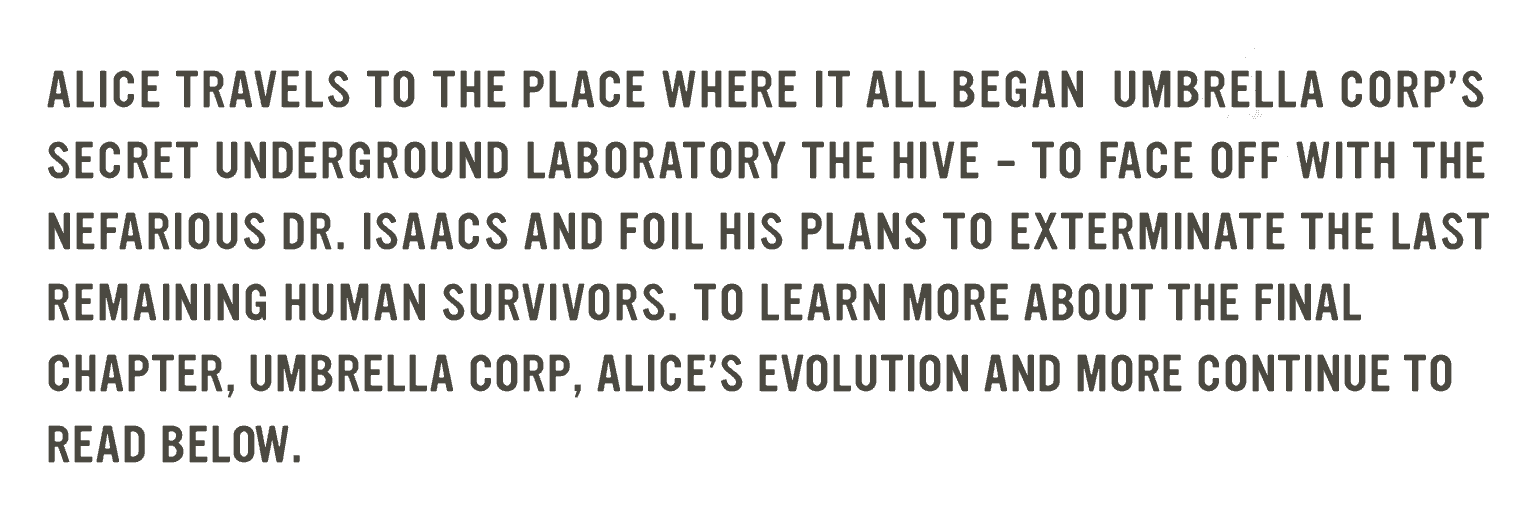 ALICE TRAVELS TO THE PLACE WHERE IT ALL BEGAN  UMBRELLA CORP’S
SECRET UNDERGROUND LABORATORY THE HIVE – TO FACE OFF WITH THE
NEFARIOUS DR. ISAACS AND FOIL HIS PLANS TO EXTERMINATE THE LAST
REMAINING HUMAN SURVIVORS. TO LEARN MORE ABOUT THE FINAL
CHAPTER, UMBRELLA CORP, ALICE’S EVOLUTION AND MORE CONTINUE TO
READ BELOW.